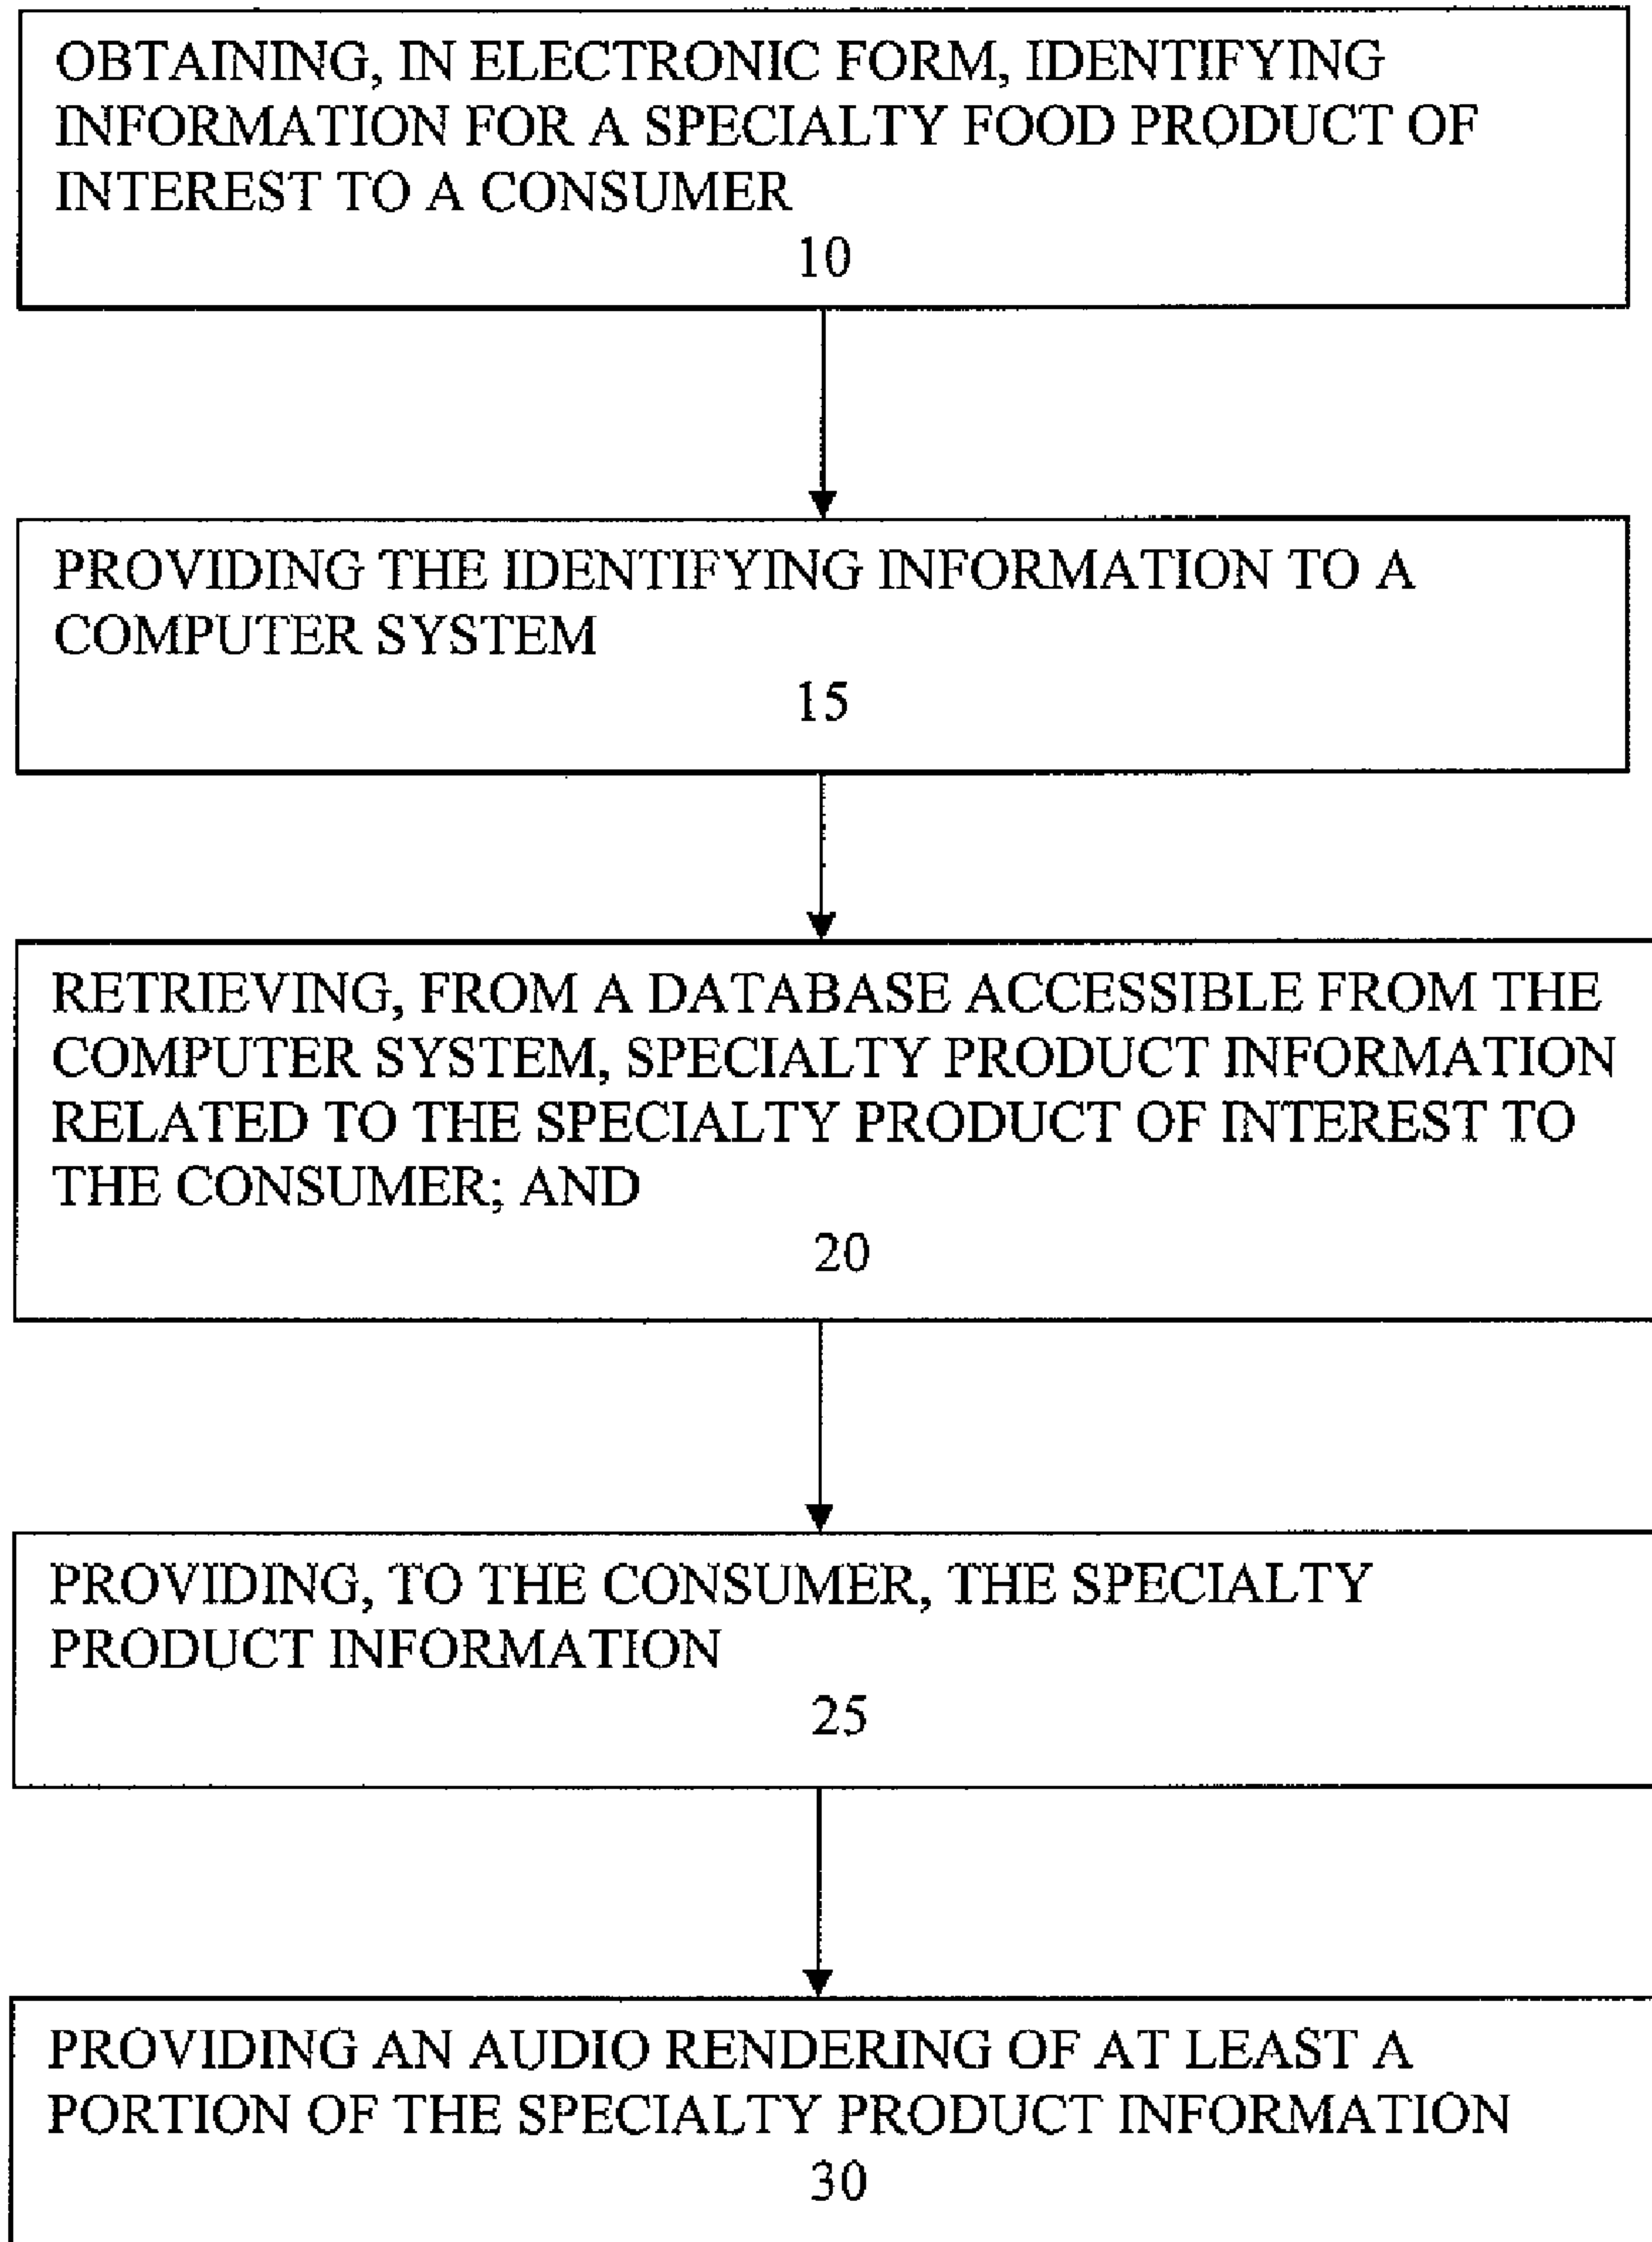 OBTAINING, IN ELECTRONIC FORM, IDENTIFYING
INFORMATION FOR A SPECIALTY FOOD PRODUCT OF
INTEREST TO A CONSUMER
10
PROVIDING THE IDENTIFYING INFORMATION TO A
COMPUTER SYSTEM
15
RETRIEVING, FROM A DATABASE ACCESSIBLE FROM THE
COMPUTER SYSTEM, SPECIALTY PRODUCT INFORMATION
RELATED TO THE SPECIALTY PRODUCT OF INTEREST TO
THE CONSUMER; AND
20
PROVIDING, TO THE CONSUMER, THE SPECIALTY
PRODUCT INFORMATION
25
PROVIDING AN AUDIO RENDERING OF AT LEAST A
PORTION OF THE SPECIALTY PRODUCT INFORMATION
30